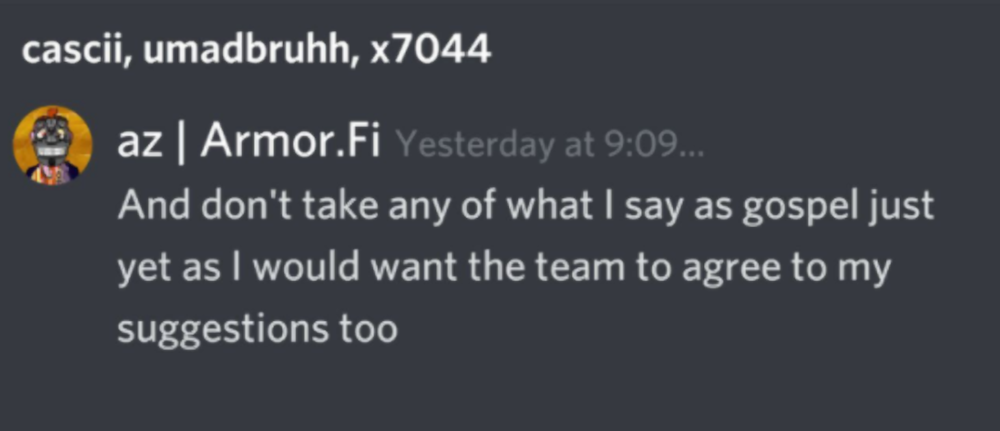 cascii, umadbruhh, x7044
az | Armor.Fi Yesterday at 9:09...
And don't take any of what I say as gospel just
yet as I would want the team to agree to my
suggestions too